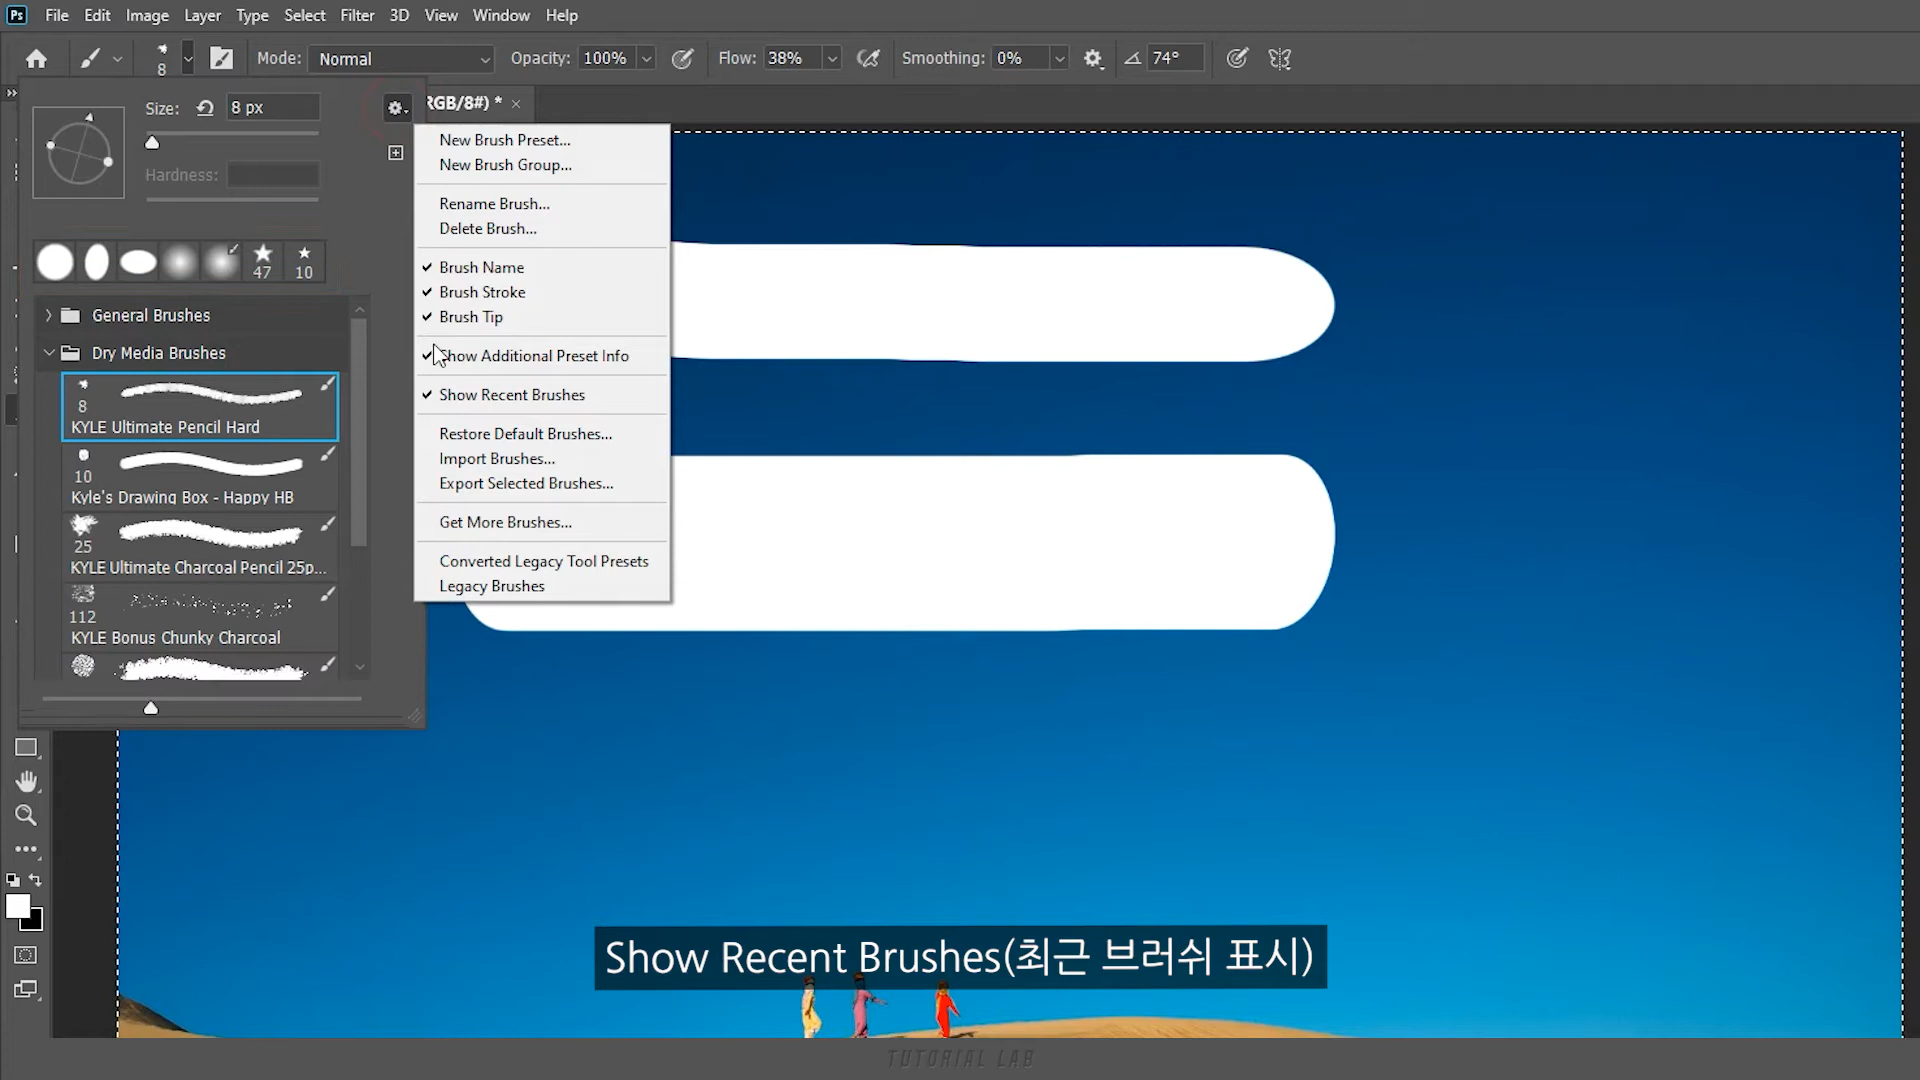 Ps File Edit Image Layer Type Select Filter 3D View Window Help
8 Mode: Normal Opacity: 100% Flow: 38% Smoothing: 0% 74°
RGB/8#) * ×
Size: 8 px
Hardness:
47 10
General Brushes
Dry Media Brushes
8
KYLE Ultimate Pencil Hard
10
Kyle's Drawing Box - Happy HB
25
KYLE Ultimate Charcoal Pencil 25p...
112
KYLE Bonus Chunky Charcoal
New Brush Preset...
New Brush Group...
Rename Brush...
Delete Brush...
Brush Name
Brush Stroke
Brush Tip
Show Additional Preset Info
Show Recent Brushes
Restore Default Brushes...
Import Brushes...
Export Selected Brushes...
Get More Brushes...
Converted Legacy Tool Presets
Legacy Brushes
Show Recent Brushes(최근 브러쉬 표시)
TUTORIAL LAB